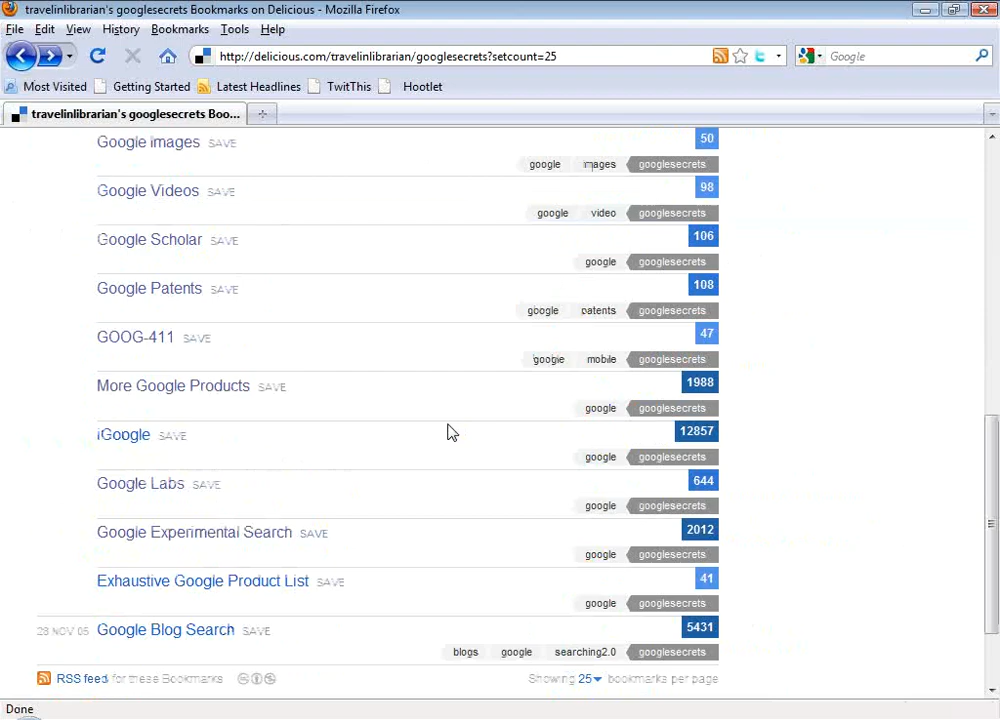 travelinlibrarian's googlesecrets Bookmarks on Delicious - Mozilla Firefox
File Edit View History Bookmarks Tools Help
http://delicious.com/travelinlibrarian/googlesecrets?setcount=25 Google
Most Visited Getting Started Latest Headlines TwitThis Hootlet
travelinlibrarian's googlesecrets Boo...
Google Images SAVE 50
google images googlesecrets
Google Videos SAVE 98
google video googlesecrets
Google Scholar SAVE 106
google googlesecrets
Google Patents SAVE 108
google patents googlesecrets
GOOG-411 SAVE 47
google mobile googlesecrets
More Google Products SAVE 1988
google googlesecrets
iGoogle SAVE 12857
google googlesecrets
Google Labs SAVE 644
google googlesecrets
Google Experimental Search SAVE 2012
google googlesecrets
Exhaustive Google Product List SAVE 41
google googlesecrets
28 NOV 05 Google Blog Search SAVE 5431
blogs google searching2.0 googlesecrets
RSS feed for these Bookmarks Showing 25 bookmarks per page
Done